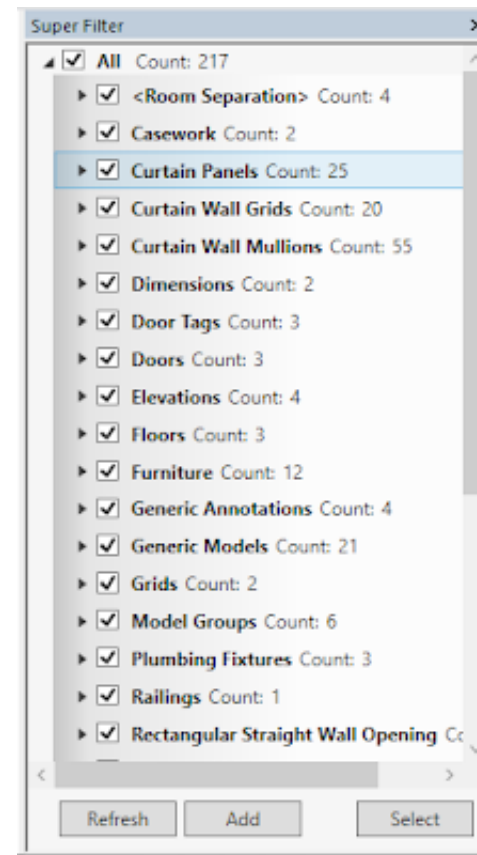 Super Filter
All Count: 217
<Room Separation> Count: 4
Casework Count: 2
Curtain Panels Count: 25
Curtain Wall Grids Count: 20
Curtain Wall Mullions Count: 55
Dimensions Count: 2
Door Tags Count: 3
Doors Count: 3
Elevations Count: 4
Floors Count: 3
Furniture Count: 12
Generic Annotations Count: 4
Generic Models Count: 21
Grids Count: 2
Model Groups Count: 6
Plumbing Fixtures Count: 3
Railings Count: 1
Rectangular Straight Wall Opening Co
Refresh Add Select